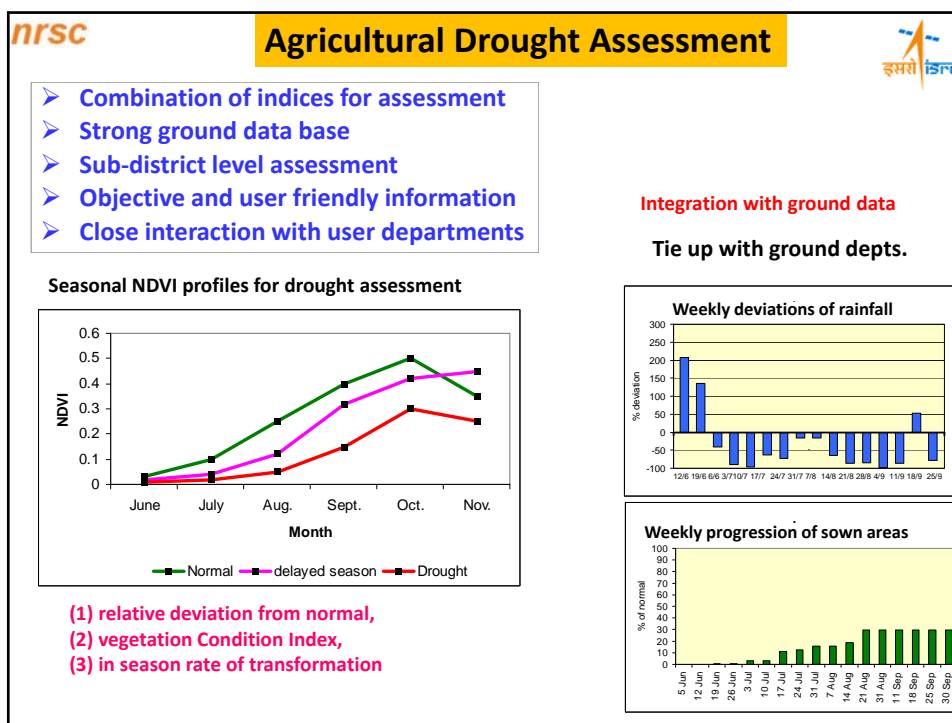 nrsc
Agricultural Drought Assessment
इसरो isro
➢ Combination of indices for assessment
➢ Strong ground data base
➢ Sub-district level assessment
➢ Objective and user friendly information
➢ Close interaction with user departments
Integration with ground data
Tie up with ground depts.
Seasonal NDVI profiles for drought assessment
0.6
0.5
0.4
0.3
0.2
0.1
0
NDVI
June July Aug. Sept. Oct. Nov.
Month
Normal delayed season Drought
(1) relative deviation from normal,
(2) vegetation Condition Index,
(3) in season rate of transformation
Weekly deviations of rainfall
300
250
200
150
100
50
0
-50
-100
% deviation
12/6 19/6 6/6 3/7 10/7 17/7 24/7 31/7 7/8 14/8 21/8 28/8 4/9 11/9 18/9 25/9
Weekly progression of sown areas
100
90
80
70
60
50
40
30
20
10
0
% of normal
5 Jun
12 Jun
19 Jun
26 Jun
3 Jul
10 Jul
17 Jul
24 Jul
31 Jul
7 Aug
14 Aug
21 Aug
31 Aug
11 Sep
18 Sep
25 Sep
30 Sep